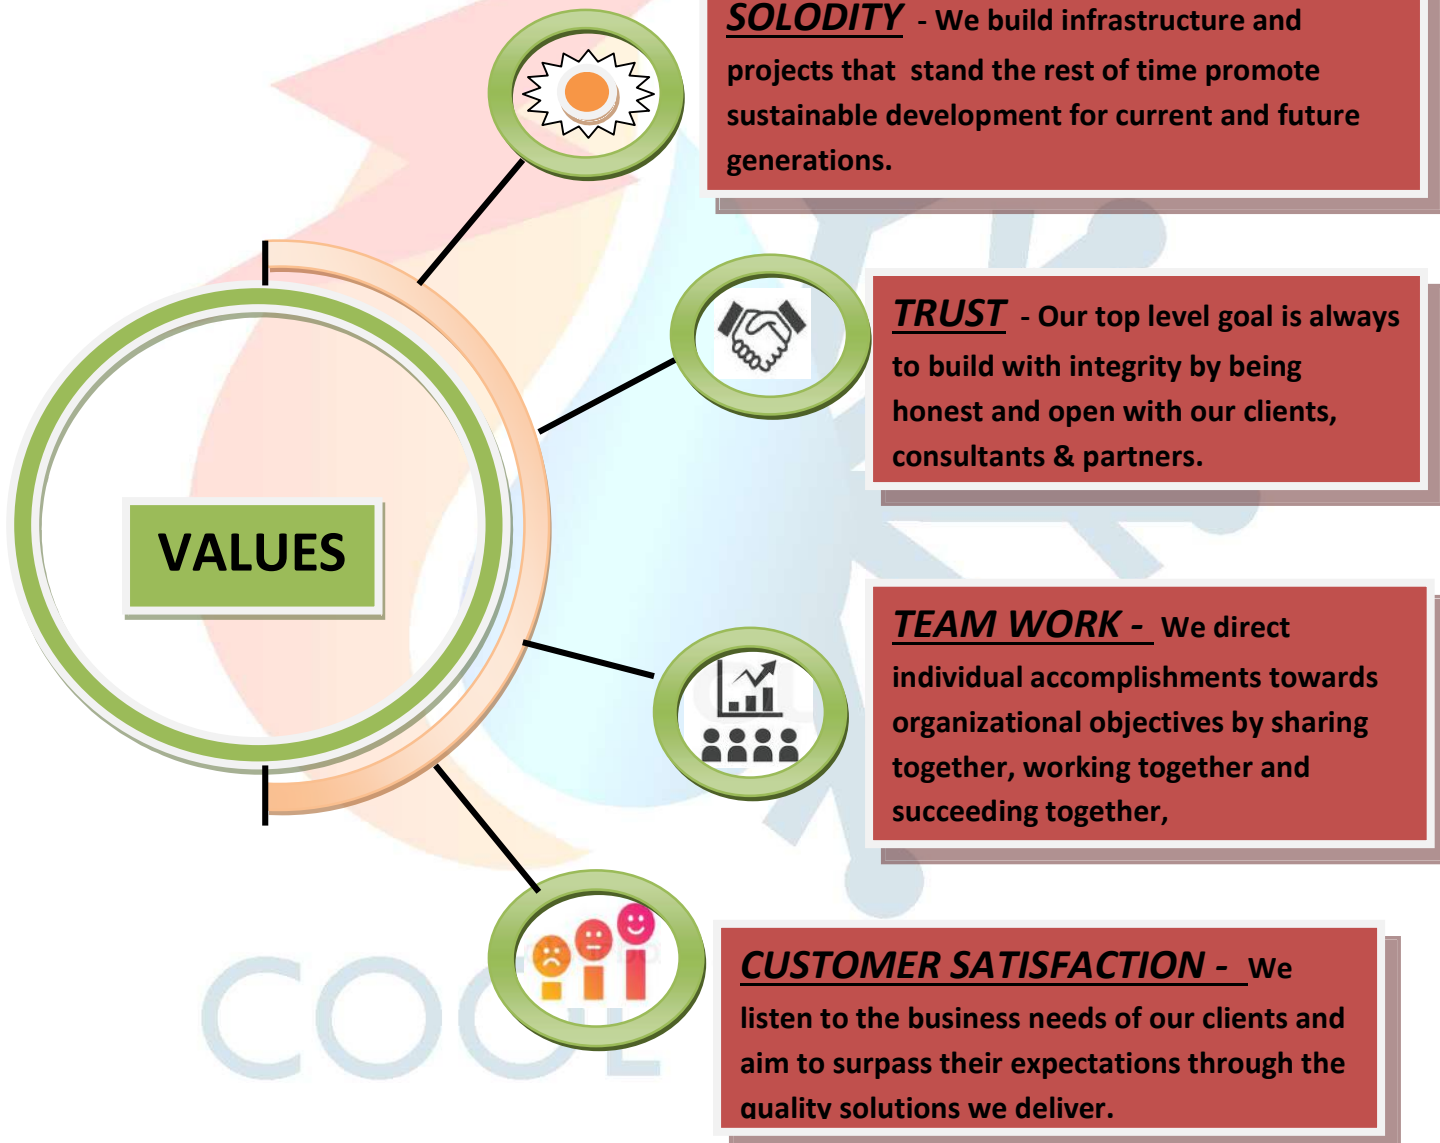 SOLODITY - We build infrastructure and
projects that stand the rest of time promote
sustainable development for current and future
generations.
TRUST - Our top level goal is always
to build with integrity by being
honest and open with our clients,
consultants & partners.
VALUES
TEAM WORK - We direct
individual accomplishments towards
organizational objectives by sharing
together, working together and
succeeding together,
CUSTOMER SATISFACTION - We
listen to the business needs of our clients and
aim to surpass their expectations through the
quality solutions we deliver.
COOL